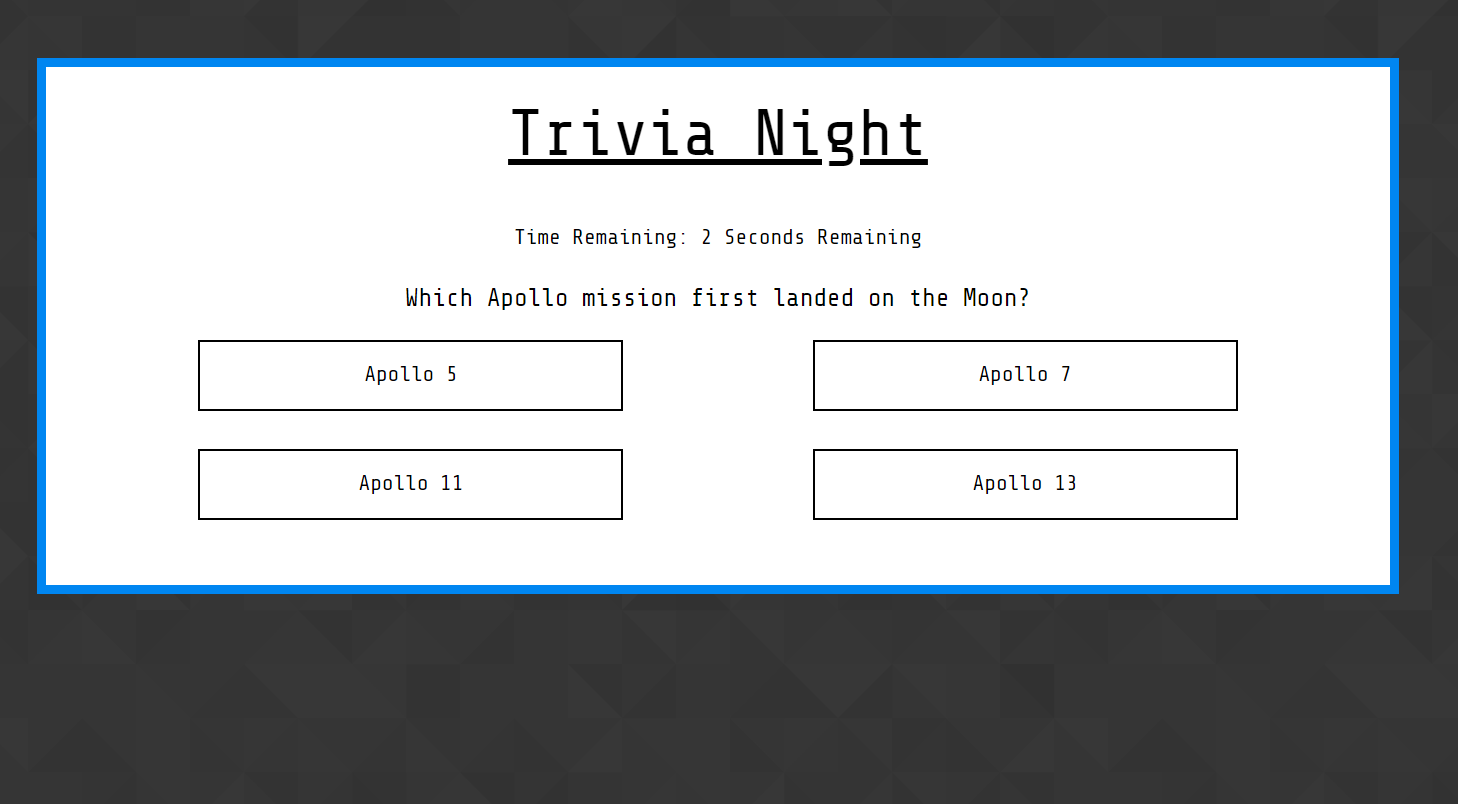 Trivia Night
Time Remaining: 2 Seconds Remaining
Which Apollo mission first landed on the Moon?
Apollo 5
Apollo 7
Apollo 11
Apollo 13